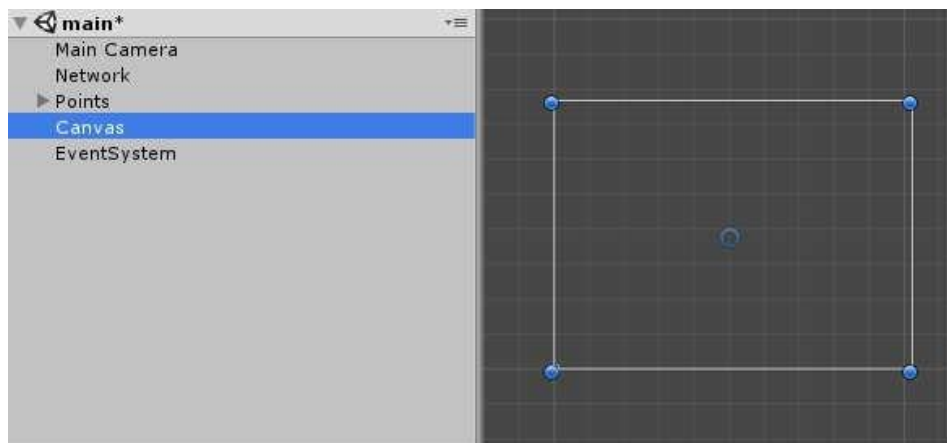 main*
Main Camera
Network
Points
Canvas
EventSystem